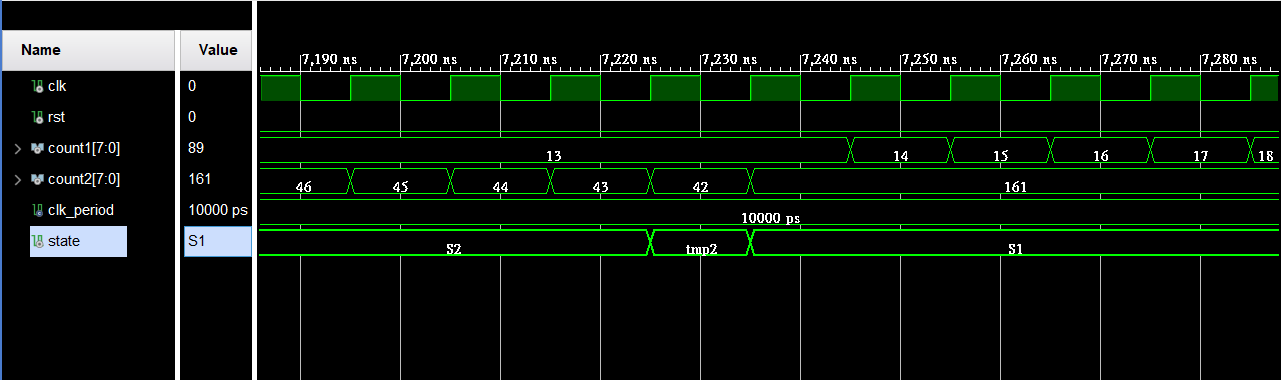 Name Value
7,190 ns 7,200 ns 7,210 ns 7,220 ns 7,230 ns 7,240 ns 7,250 ns 7,260 ns 7,270 ns 7,280 ns
clk 0
rst 0
count1[7:0] 89 13 14 15 16 17 18
count2[7:0] 161 46 45 44 43 42 161
clk_period 10000 ps 10000 ps
state S1 S2 tmp2 S1